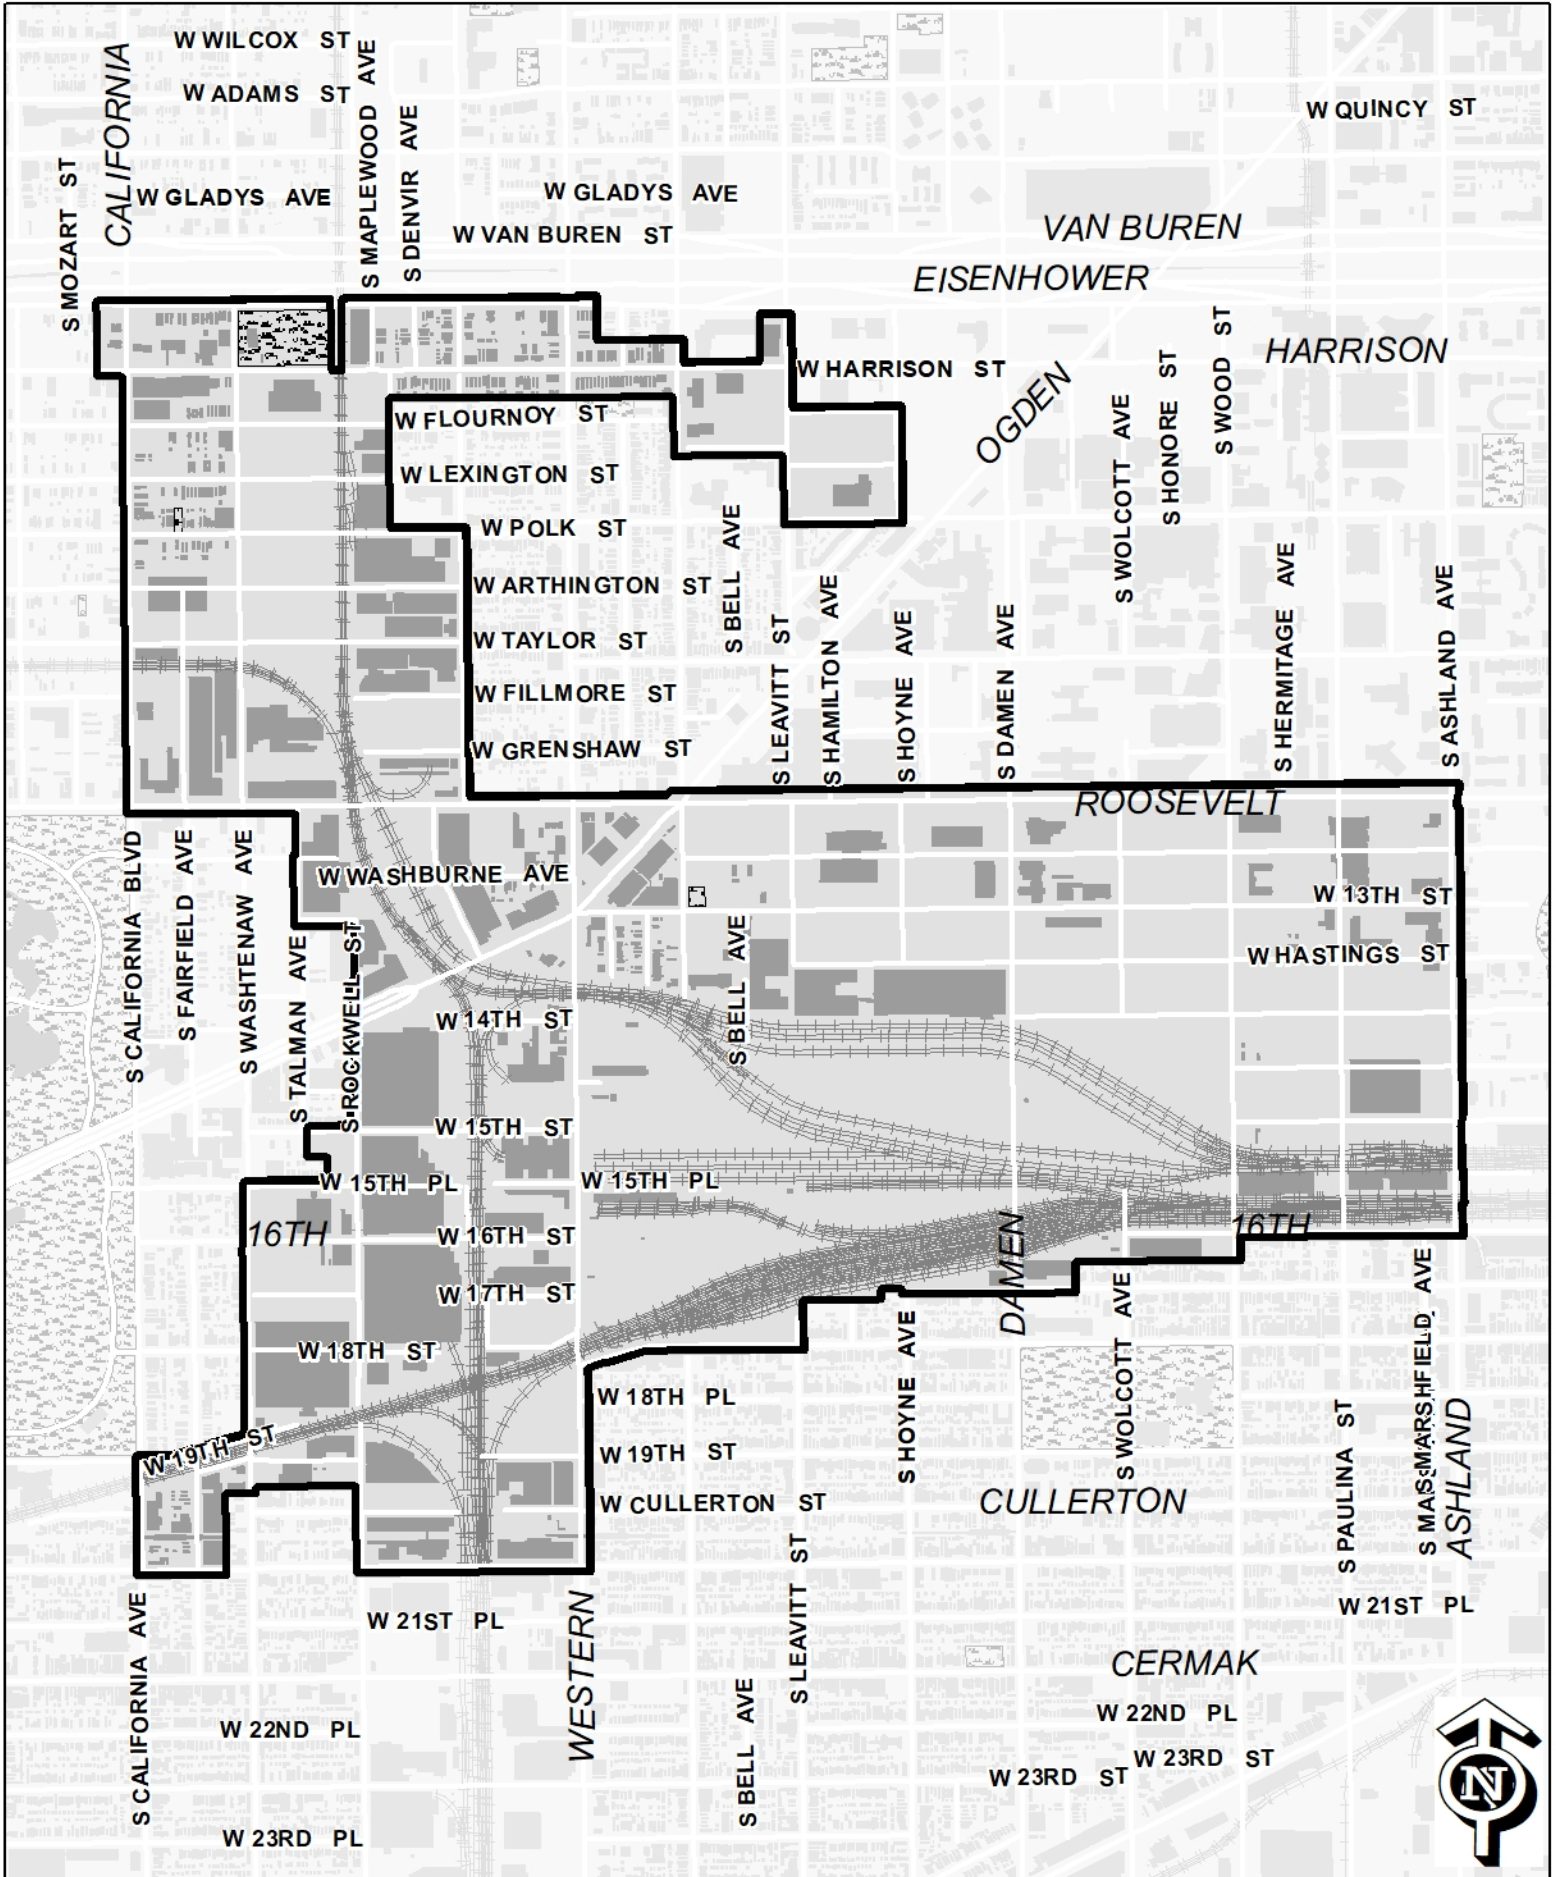 W WILCOX ST
W ADAMS ST
CALIFORNIA
S MAPLEWOOD AVE
S DENVIR AVE
W QUINCY ST
S MOZART ST
W GLADYS AVE
W GLADYS AVE
W VAN BUREN ST
VAN BUREN
EISENHOWER
W HARRISON ST
HARRISON
OGDEN
S WOLCOTT AVE
S HONORE ST
S WOOD ST
W FLOURNOY ST
W LEXINGTON ST
W POLK ST
W ARTHINGTON ST
W TAYLOR ST
W FILLMORE ST
W GRENSHAW ST
S BELL AVE
S LEAVITT ST
S HAMILTON AVE
S HOYNE AVE
S DAMEN AVE
S HERMITAGE AVE
S ASHLAND AVE
ROOSEVELT
W WASHBURNE AVE
W 13TH ST
W HASTINGS ST
S CALIFORNIA BLVD
S FAIRFIELD AVE
S WASHTENAW AVE
S TALMAN AVE
S ROCKWELL ST
S BELL AVE
W 14TH ST
W 15TH ST
W 15TH PL
W 15TH PL
16TH
W 16TH ST
16TH
DAMEN
W 17TH ST
W 18TH ST
W 18TH PL
W 19TH ST
W 19TH ST
W CULLERTON ST
S HOYNE AVE
S WOLCOTT AVE
CULLERTON
S PAULINA ST
S MARSHFIELD AVE
ASHLAND
S CALIFORNIA AVE
W 21ST PL
WESTERN
S LEAVITT ST
W 21ST PL
CERMAK
W 22ND PL
S BELL AVE
W 22ND PL
W 23RD ST
W 23RD ST
W 23RD PL
N